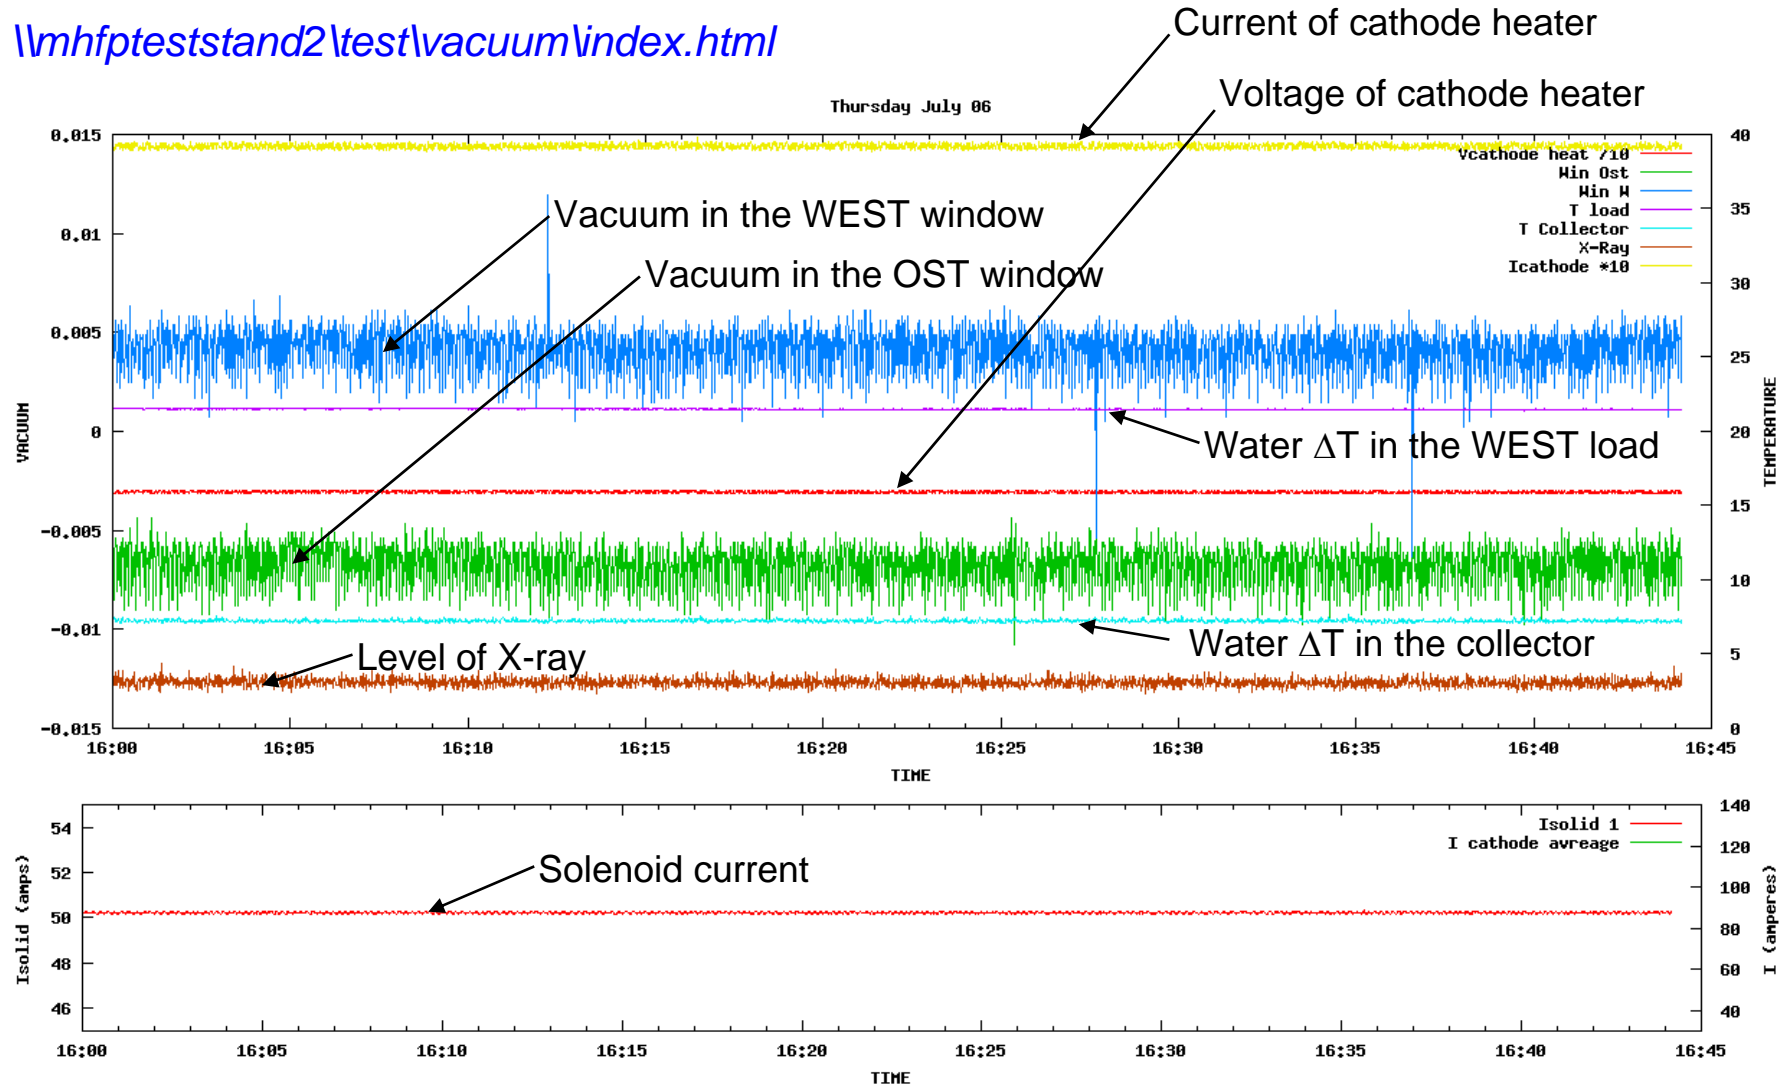 \\mhfpteststand2\test\vacuum\index.html
Current of cathode heater
Voltage of cathode heater
Thursday July 06
0.015
0.01
0.005
0
-0.005
-0.01
-0.015
VACUUM
40
35
30
25
20
15
10
5
0
TEMPERATURE
Vcathode heat /10
Win Ost
Win W
T load
T Collector
X-Ray
Icathode *10
Vacuum in the WEST window
Vacuum in the OST window
Water ΔT in the WEST load
Water ΔT in the collector
Level of X-ray
16:00 16:05 16:10 16:15 16:20 16:25 16:30 16:35 16:40 16:45
TIME
54
52
50
48
46
Isolid (amps)
140
120
100
80
60
40
I (amperes)
Isolid 1
I cathode avreage
Solenoid current
16:00 16:05 16:10 16:15 16:20 16:25 16:30 16:35 16:40 16:45
TIME